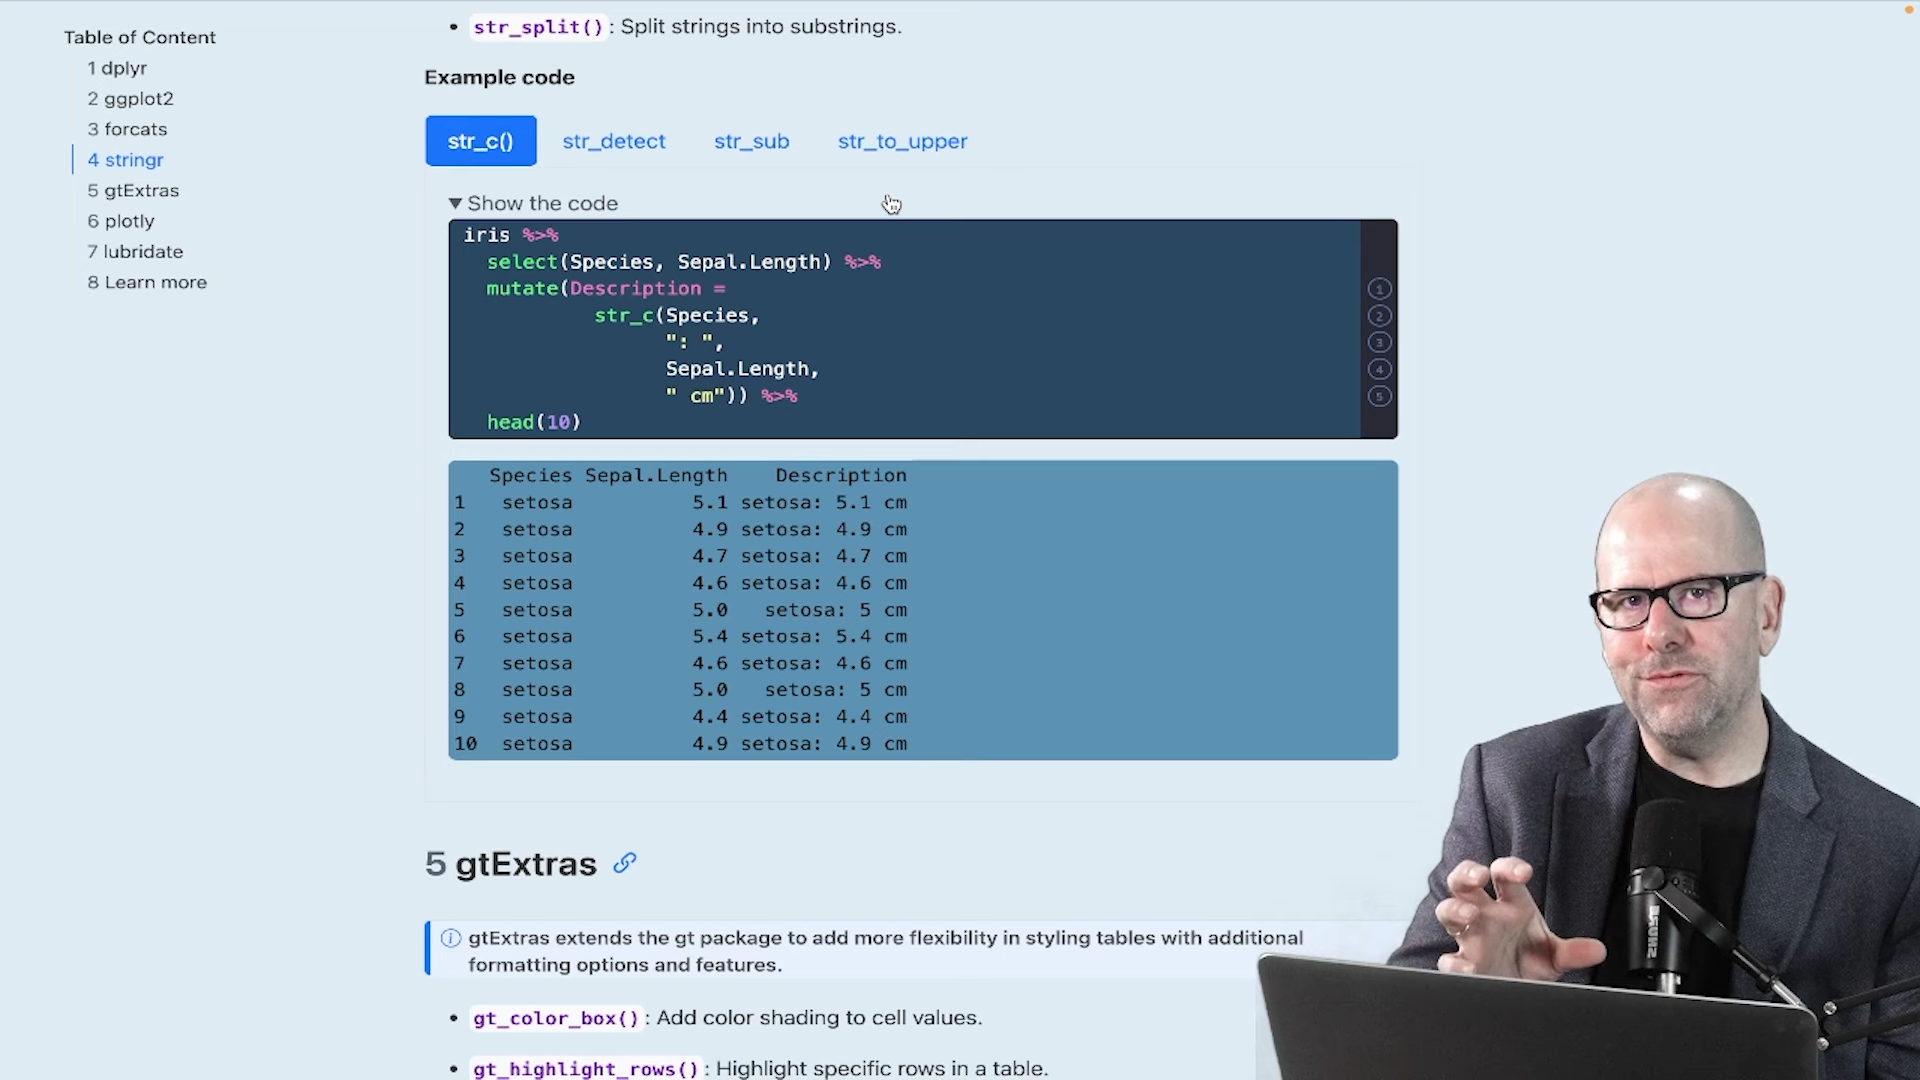 Table of Content
1 dplyr
2 ggplot2
3 forcats
4 stringr
5 gtExtras
6 plotly
7 lubridate
8 Learn more
• str_split() : Split strings into substrings.
Example code
str_c() str_detect str_sub str_to_upper
▼ Show the code
iris %>%
  select(Species, Sepal.Length) %>%
  mutate(Description = 1
           str_c(Species, 2
                 ": ", 3
                 Sepal.Length, 4
                 " cm")) %>% 5
  head(10)
   Species Sepal.Length    Description
1   setosa          5.1 setosa: 5.1 cm
2   setosa          4.9 setosa: 4.9 cm
3   setosa          4.7 setosa: 4.7 cm
4   setosa          4.6 setosa: 4.6 cm
5   setosa          5.0   setosa: 5 cm
6   setosa          5.4 setosa: 5.4 cm
7   setosa          4.6 setosa: 4.6 cm
8   setosa          5.0   setosa: 5 cm
9   setosa          4.4 setosa: 4.4 cm
10  setosa          4.9 setosa: 4.9 cm
5 gtExtras
gtExtras extends the gt package to add more flexibility in styling tables with additional
formatting options and features.
• gt_color_box() : Add color shading to cell values.
• gt_highlight_rows() : Highlight specific rows in a table.
SHURE